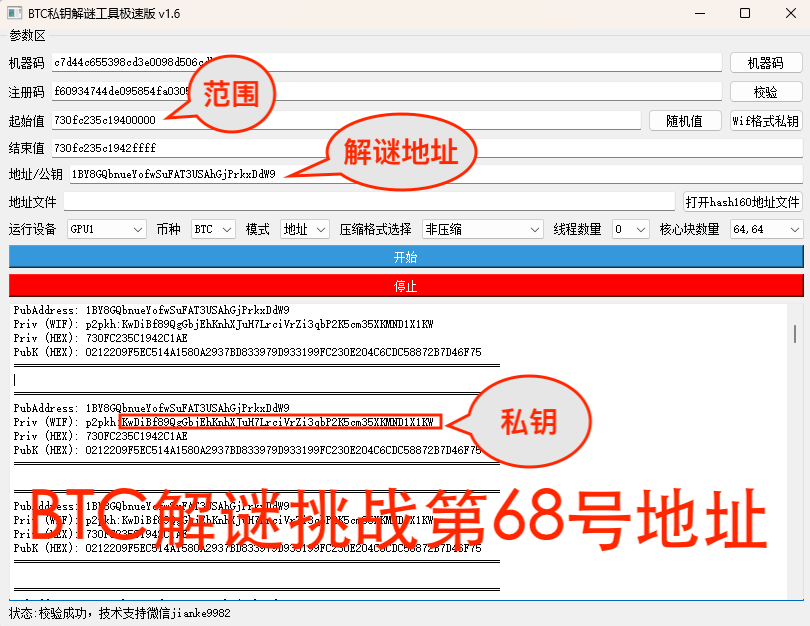 BTC私钥解谜工具极速版 v1.6
参数区
机器码 c7d44c655398cd3e0098d506c 机器码
注册码 f60934744de095854fa0305 校验
范围
起始值 730fc235c19400000 随机值 Wif格式私钥
结束值 730fc235c1942ffff
解谜地址
地址/公钥 1BY8GQbnueYofwSuFAT3USAhGjPrkxDdW9
地址文件 打开hash160地址文件
运行设备 GPU1 币种 BTC 模式 地址 压缩格式选择 非压缩 线程数量 0 核心块数量 64,64
开始
停止
PubAddress: 1BY8GQbnueYofwSuFAT3USAhGjPrkxDdW9
Priv (WIF): p2pkh:KwDiBf89QgGbjEhKnhXJuH7LrciVrZi3qbP2K5cm35XKMND1X1KW
Priv (HEX): 730FC235C1942C1AE
PubK (HEX): 0212209F5EC514A1580A2937BD833979D933199FC230E204C6CDC58872B7D46F75
PubAddress: 1BY8GQbnueYofwSuFAT3USAhGjPrkxDdW9
Priv (WIF): p2pkh:KwDiBf89QgGbjEhKnhXJuH7LrciVrZi3qbP2K5cm35XKMND1X1KW
私钥
Priv (HEX): 730FC235C1942C1AE
PubK (HEX): 0212209F5EC514A1580A2937BD833979D933199FC230E204C6CDC58872B7D46F75
PubAddress: 1BY8GQbnueYofwSuFAT3USAhGjPrkxDdW9
Priv (WIF): p2pkh:KwDiBf89QgGbjEhKnhXJuH7LrciVrZi3qbP2K5cm35XKMND1X1KW
BTC解谜挑战第68号地址
Priv (HEX): 730FC235C1942C1AE
PubK (HEX): 0212209F5EC514A1580A2937BD833979D933199FC230E204C6CDC58872B7D46F75
状态:校验成功，技术支持微信jianke9982